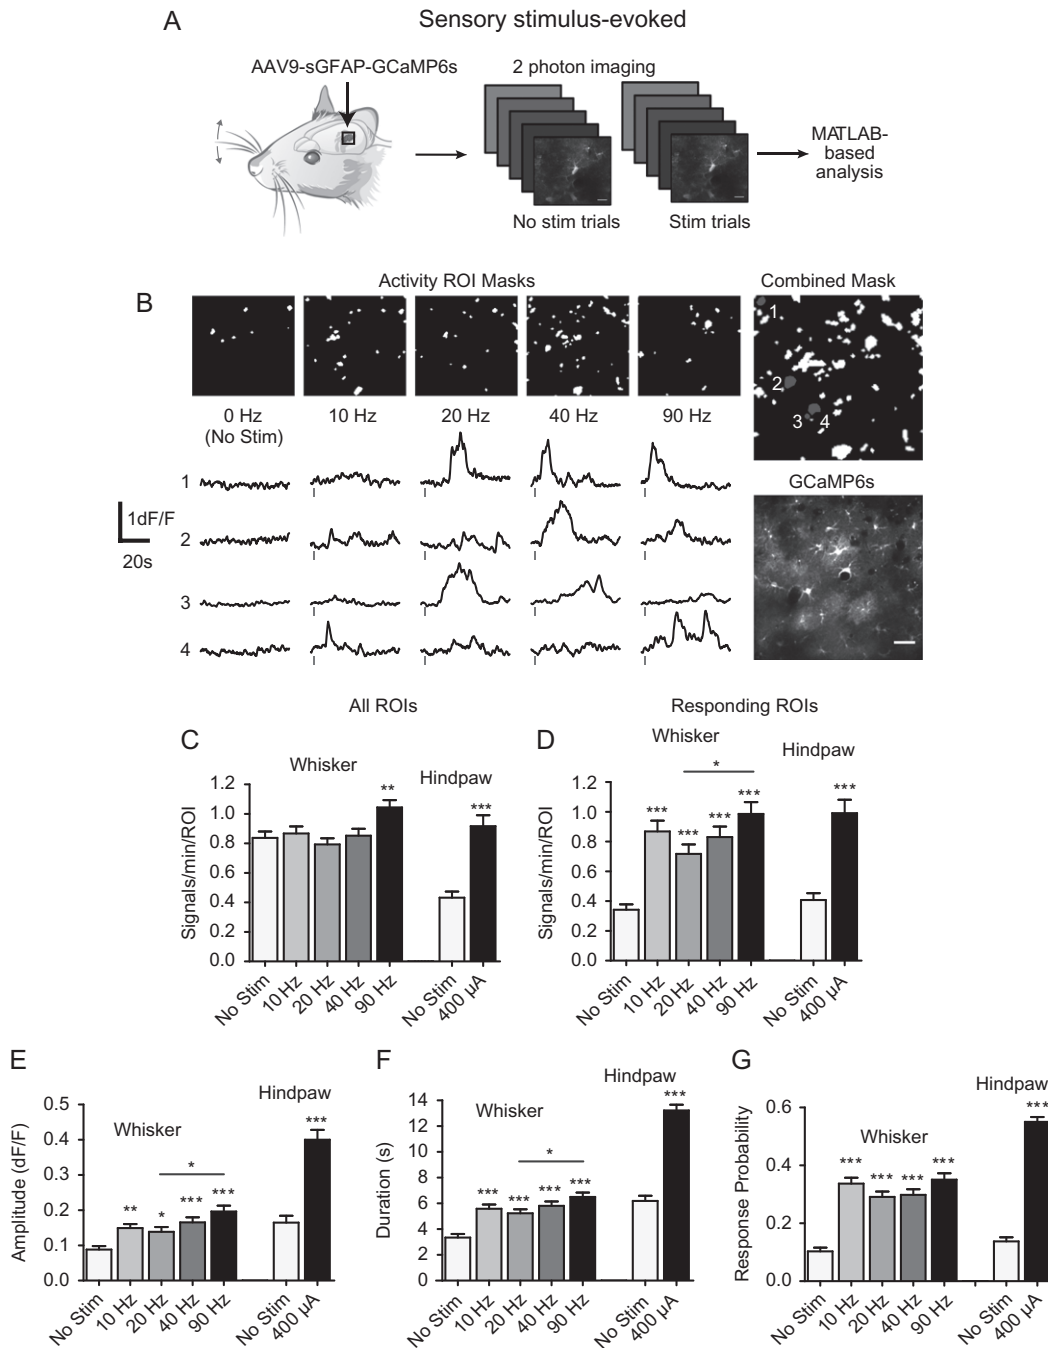 A
Sensory stimulus-evoked
AAV9-sGFAP-GCaMP6s
2 photon imaging
MATLAB-
based
analysis
No stim trials
Stim trials
B
Activity ROI Masks
Combined Mask
1
2
3 4
0 Hz
(No Stim)
10 Hz
20 Hz
40 Hz
90 Hz
GCaMP6s
1
2
3
4
1dF/F
20s
All ROIs
Responding ROIs
C
Whisker
Hindpaw
**
***
Signals/min/ROI
1.2
1.0
0.8
0.6
0.4
0.2
0.0
No Stim
10 Hz
20 Hz
40 Hz
90 Hz
No Stim
400 µA
D
Whisker
Hindpaw
*
***
***
***
***
***
Signals/min/ROI
1.2
1.0
0.8
0.6
0.4
0.2
0.0
No Stim
10 Hz
20 Hz
40 Hz
90 Hz
No Stim
400 µA
E
Whisker
Hindpaw
*
**
*
***
***
***
Amplitude (dF/F)
0.5
0.4
0.3
0.2
0.1
0.0
No Stim
10 Hz
20 Hz
40 Hz
90 Hz
No Stim
400 µA
F
Whisker
Hindpaw
*
***
***
***
***
***
Duration (s)
14
12
10
8
6
4
2
0
No Stim
10 Hz
20 Hz
40 Hz
90 Hz
No Stim
400 µA
G
Whisker
Hindpaw
***
***
***
***
***
Response Probability
0.6
0.4
0.2
0.0
No Stim
10 Hz
20 Hz
40 Hz
90 Hz
No Stim
400 µA